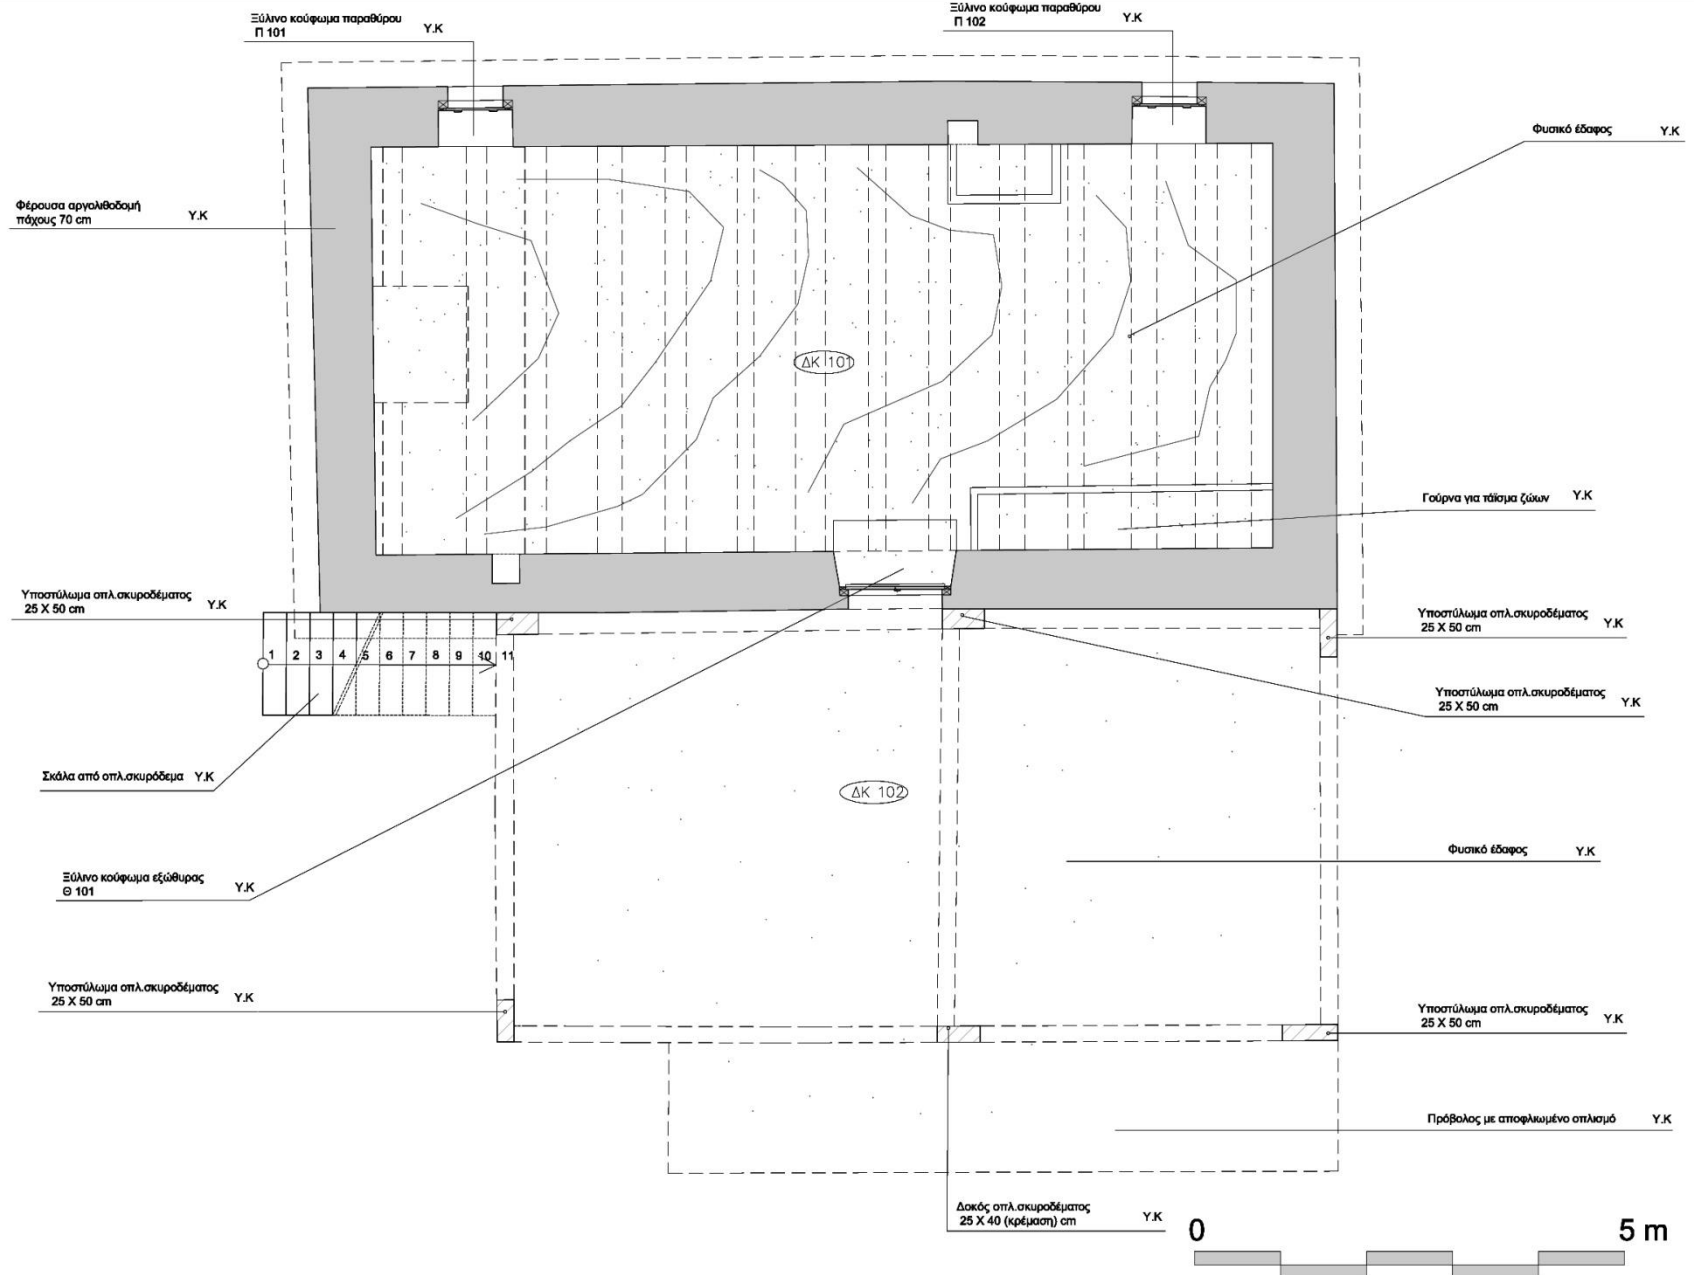 Ξύλινο κούφωμα παραθύρου Υ.Κ
Π 101
Ξύλινο κούφωμα παραθύρου Υ.Κ
Π 102
Φυσικό έδαφος Υ.Κ
Φέρουσα αργολιθοδομή Υ.Κ
πάχους 70 cm
ΔΚ 101
Γούρνα για τάϊσμα ζώων Υ.Κ
Υποστύλωμα οπλ.σκυροδέματος Υ.Κ
25 Χ 50 cm
Υποστύλωμα οπλ.σκυροδέματος Υ.Κ
25 Χ 50 cm
1 2 3 4 5 6 7 8 9 10 11
Υποστύλωμα οπλ.σκυροδέματος Υ.Κ
25 Χ 50 cm
Σκάλα από οπλ.σκυρόδεμα Υ.Κ
ΔΚ 102
Φυσικό έδαφος Υ.Κ
Ξύλινο κούφωμα εξώθυρας Υ.Κ
Θ 101
Υποστύλωμα οπλ.σκυροδέματος Υ.Κ
25 Χ 50 cm
Υποστύλωμα οπλ.σκυροδέματος Υ.Κ
25 Χ 50 cm
Πρόβολος με αποφλιωμένο οπλισμό Υ.Κ
Δοκός οπλ.σκυροδέματος Υ.Κ
25 Χ 40 (κρέμαση) cm
0 5 m